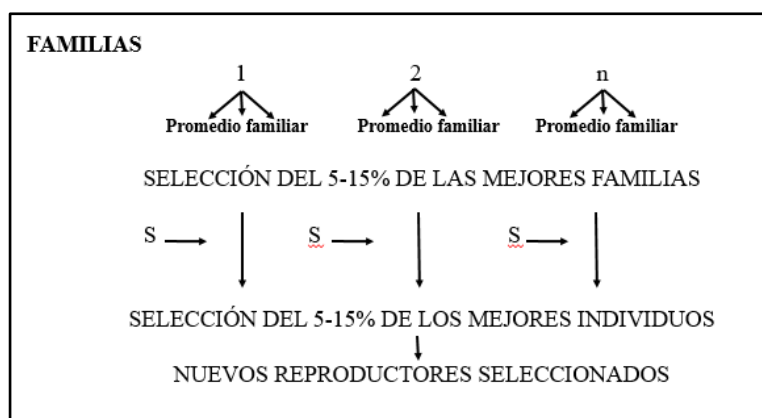 FAMILIAS
1 2 n
Promedio familiar Promedio familiar Promedio familiar
SELECCIÓN DEL 5-15% DE LAS MEJORES FAMILIAS
S S S
SELECCIÓN DEL 5-15% DE LOS MEJORES INDIVIDUOS
NUEVOS REPRODUCTORES SELECCIONADOS